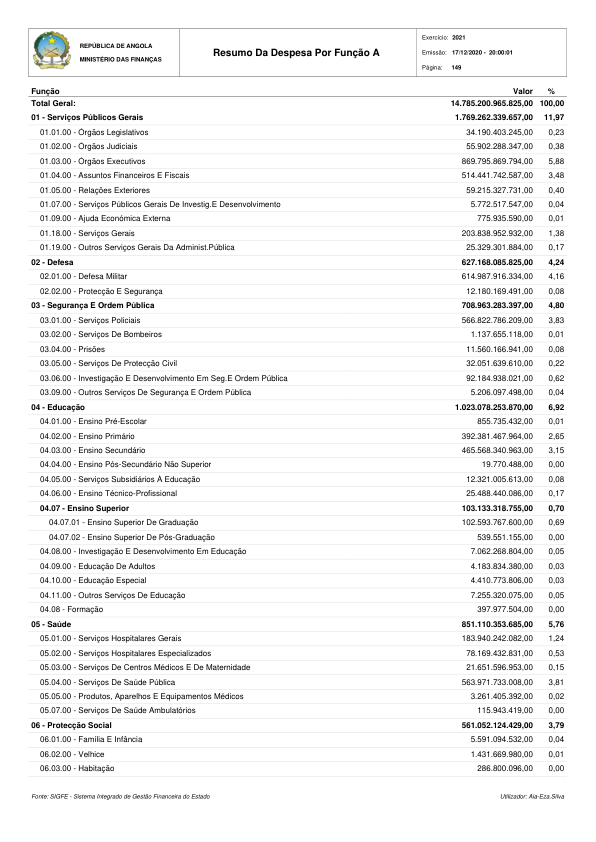 REPÚBLICA DE ANGOLA
MINISTÉRIO DAS FINANÇAS
Resumo Da Despesa Por Função A
Exercício: 2021
Emissão: 17/12/2020 - 20:00:01
Página: 149
Função Valor %
Total Geral: 14.785.200.965.825,00 100,00
01 - Serviços Públicos Gerais 1.769.262.339.657,00 11,97
01.01.00 - Órgãos Legislativos 34.190.403.245,00 0,23
01.02.00 - Órgãos Judiciais 55.902.288.347,00 0,38
01.03.00 - Órgãos Executivos 869.795.869.794,00 5,88
01.04.00 - Assuntos Financeiros E Fiscais 514.441.742.587,00 3,48
01.05.00 - Relações Exteriores 59.215.327.731,00 0,40
01.07.00 - Serviços Públicos Gerais De Investig.E Desenvolvimento 5.772.517.547,00 0,04
01.09.00 - Ajuda Económica Externa 775.935.590,00 0,01
01.18.00 - Serviços Gerais 203.838.952.932,00 1,38
01.19.00 - Outros Serviços Gerais Da Administ.Pública 25.329.301.884,00 0,17
02 - Defesa 627.168.085.825,00 4,24
02.01.00 - Defesa Militar 614.987.916.334,00 4,16
02.02.00 - Protecção E Segurança 12.180.169.491,00 0,08
03 - Segurança E Ordem Pública 708.963.283.397,00 4,80
03.01.00 - Serviços Policiais 566.822.786.209,00 3,83
03.02.00 - Serviços De Bombeiros 1.137.655.118,00 0,01
03.04.00 - Prisões 11.560.166.941,00 0,08
03.05.00 - Serviços De Protecção Civil 32.051.639.610,00 0,22
03.06.00 - Investigação E Desenvolvimento Em Seg.E Ordem Pública 92.184.938.021,00 0,62
03.09.00 - Outros Serviços De Segurança E Ordem Pública 5.206.097.498,00 0,04
04 - Educação 1.023.078.253.870,00 6,92
04.01.00 - Ensino Pré-Escolar 855.735.432,00 0,01
04.02.00 - Ensino Primário 392.381.467.964,00 2,65
04.03.00 - Ensino Secundário 465.568.340.963,00 3,15
04.04.00 - Ensino Pós-Secundário Não Superior 19.770.488,00 0,00
04.05.00 - Serviços Subsidiários À Educação 12.321.005.613,00 0,08
04.06.00 - Ensino Técnico-Profissional 25.488.440.086,00 0,17
04.07 - Ensino Superior 103.133.318.755,00 0,70
04.07.01 - Ensino Superior De Graduação 102.593.767.600,00 0,69
04.07.02 - Ensino Superior De Pós-Graduação 539.551.155,00 0,00
04.08.00 - Investigação E Desenvolvimento Em Educação 7.062.268.804,00 0,05
04.09.00 - Educação De Adultos 4.183.834.380,00 0,03
04.10.00 - Educação Especial 4.410.773.806,00 0,03
04.11.00 - Outros Serviços De Educação 7.255.320.075,00 0,05
04.08 - Formação 397.977.504,00 0,00
05 - Saúde 851.110.353.685,00 5,76
05.01.00 - Serviços Hospitalares Gerais 183.940.242.082,00 1,24
05.02.00 - Serviços Hospitalares Especializados 78.169.432.831,00 0,53
05.03.00 - Serviços De Centros Médicos E De Maternidade 21.651.596.953,00 0,15
05.04.00 - Serviços De Saúde Pública 563.971.733.008,00 3,81
05.05.00 - Produtos, Aparelhos E Equipamentos Médicos 3.261.405.392,00 0,02
05.07.00 - Serviços De Saúde Ambulatórios 115.943.419,00 0,00
06 - Protecção Social 561.052.124.429,00 3,79
06.01.00 - Família E Infância 5.591.094.532,00 0,04
06.02.00 - Velhice 1.431.669.980,00 0,01
06.03.00 - Habitação 286.800.096,00 0,00
Fonte: SIGFE - Sistema Integrado de Gestão Financeira do Estado Utilizador: Aia-Eza.Silva